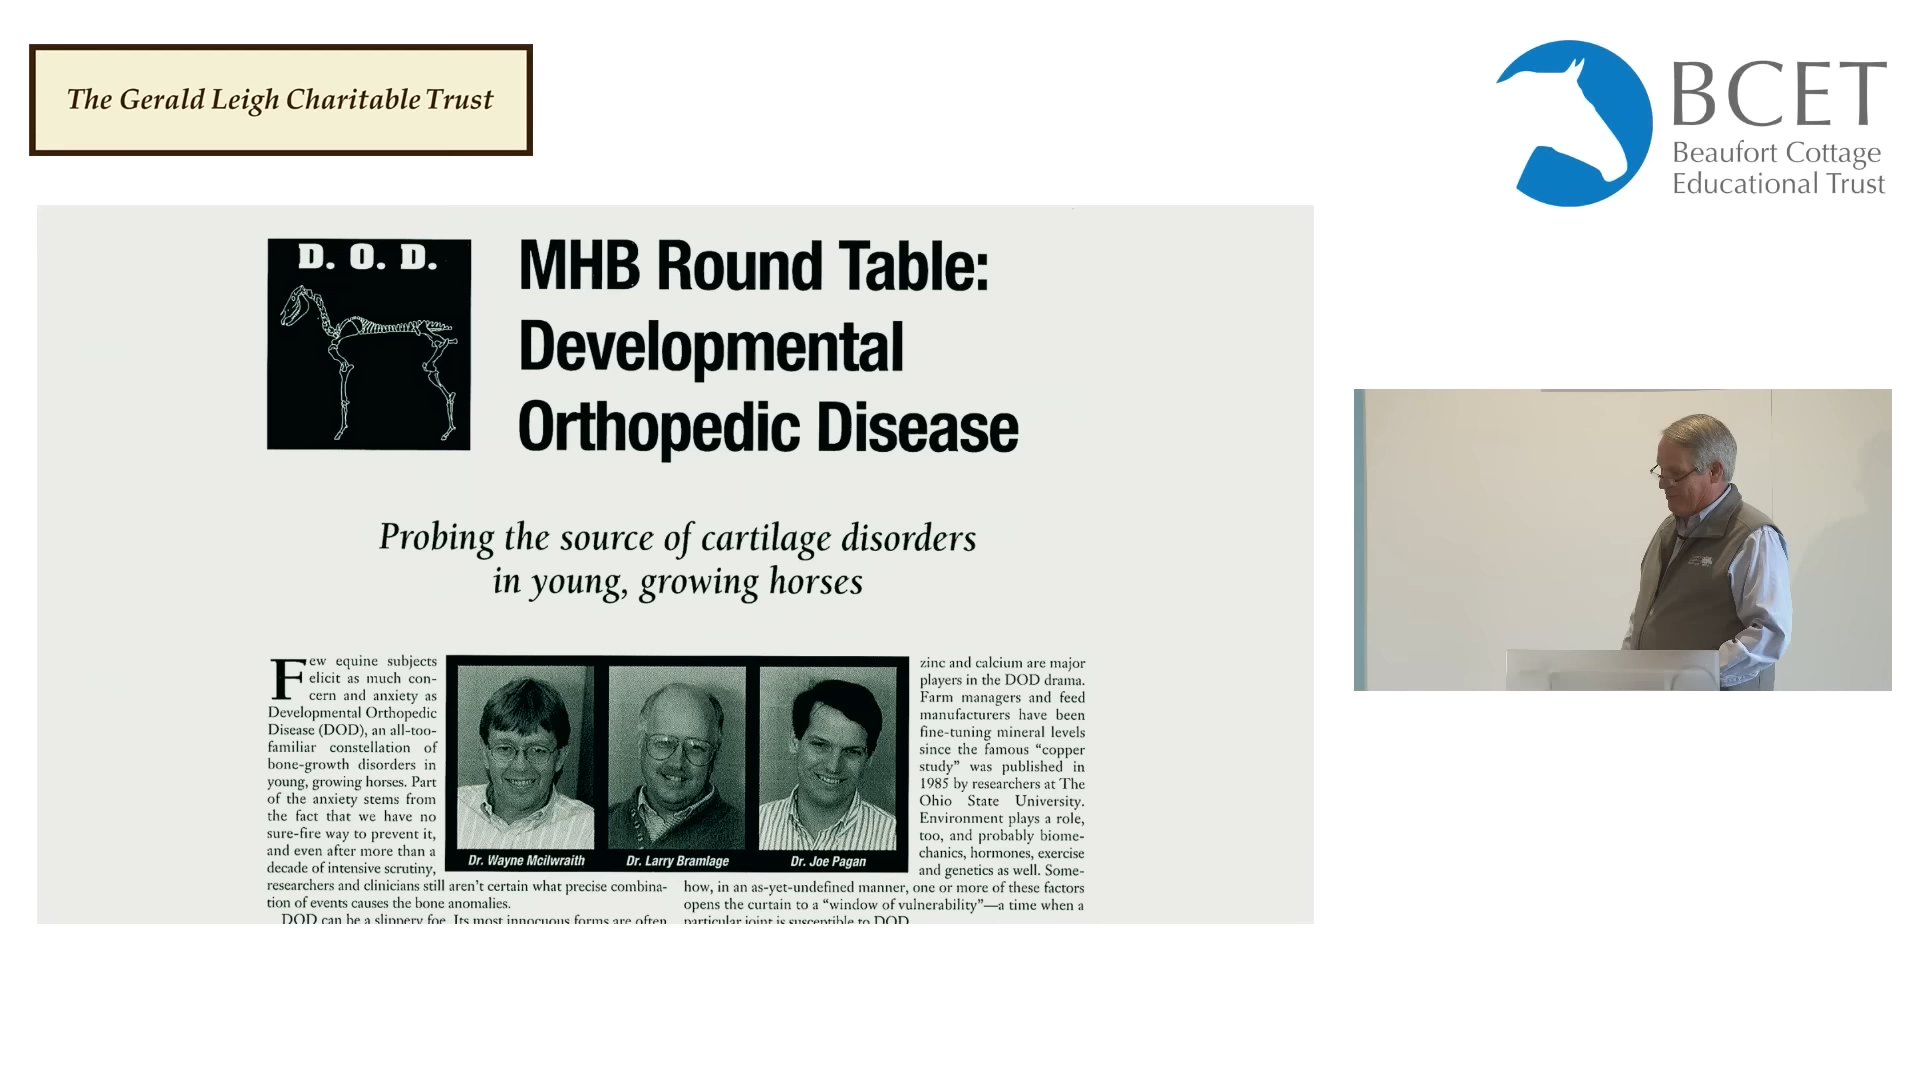 The Gerald Leigh Charitable Trust
BCET
Beaufort Cottage
Educational Trust
D. O. D.
MHB Round Table:
Developmental
Orthopedic Disease
Probing the source of cartilage disorders
in young, growing horses
Few equine subjects
elicit as much con-
cern and anxiety as
Developmental Orthopedic
Disease (DOD), an all-too-
familiar constellation of
bone-growth disorders in
young, growing horses. Part
of the anxiety stems from
the fact that we have no
sure-fire way to prevent it,
and even after more than a
decade of intensive scrutiny,
researchers and clinicians still aren't certain what precise combina-
tion of events causes the bone anomalies.
DOD can be a slippery foe. Its most innocuous forms are often
Dr. Wayne Mcilwraith
Dr. Larry Bramlage
Dr. Joe Pagan
zinc and calcium are major
players in the DOD drama.
Farm managers and feed
manufacturers have been
fine-tuning mineral levels
since the famous “copper
study” was published in
1985 by researchers at The
Ohio State University.
Environment plays a role,
too, and probably biome-
chanics, hormones, exercise
and genetics as well. Some-
how, in an as-yet-undefined manner, one or more of these factors
opens the curtain to a “window of vulnerability”—a time when a
particular joint is susceptible to DOD.